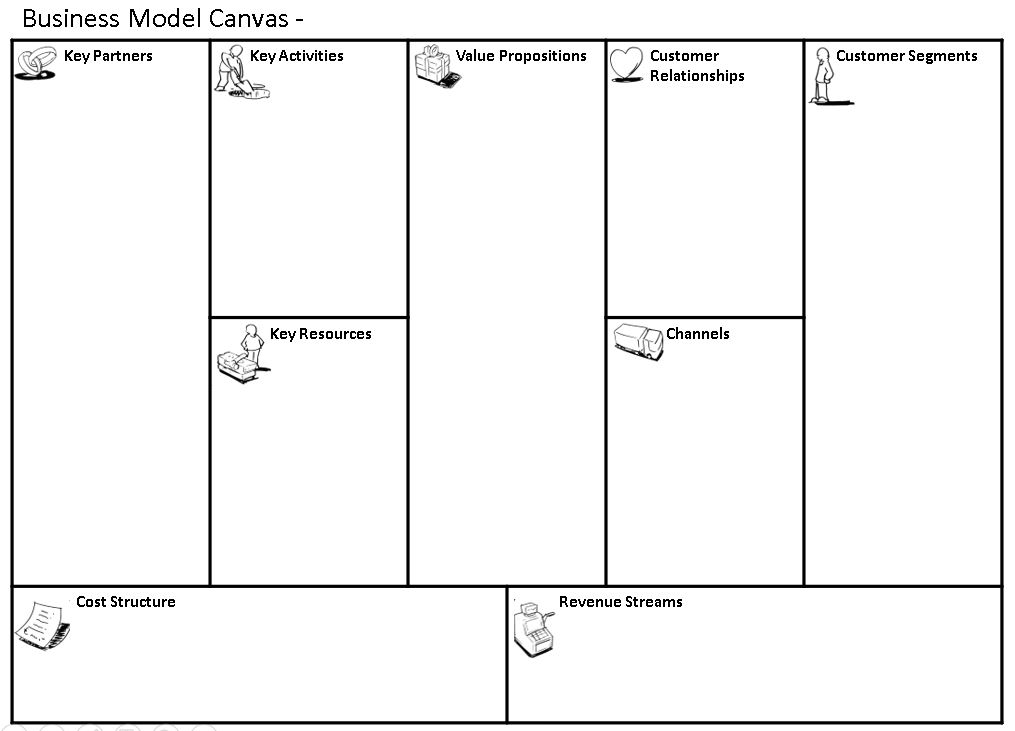 Business Model Canvas -
Key Partners
Key Activities
Value Propositions
Customer
Relationships
Customer Segments
Key Resources
Channels
Cost Structure
Revenue Streams